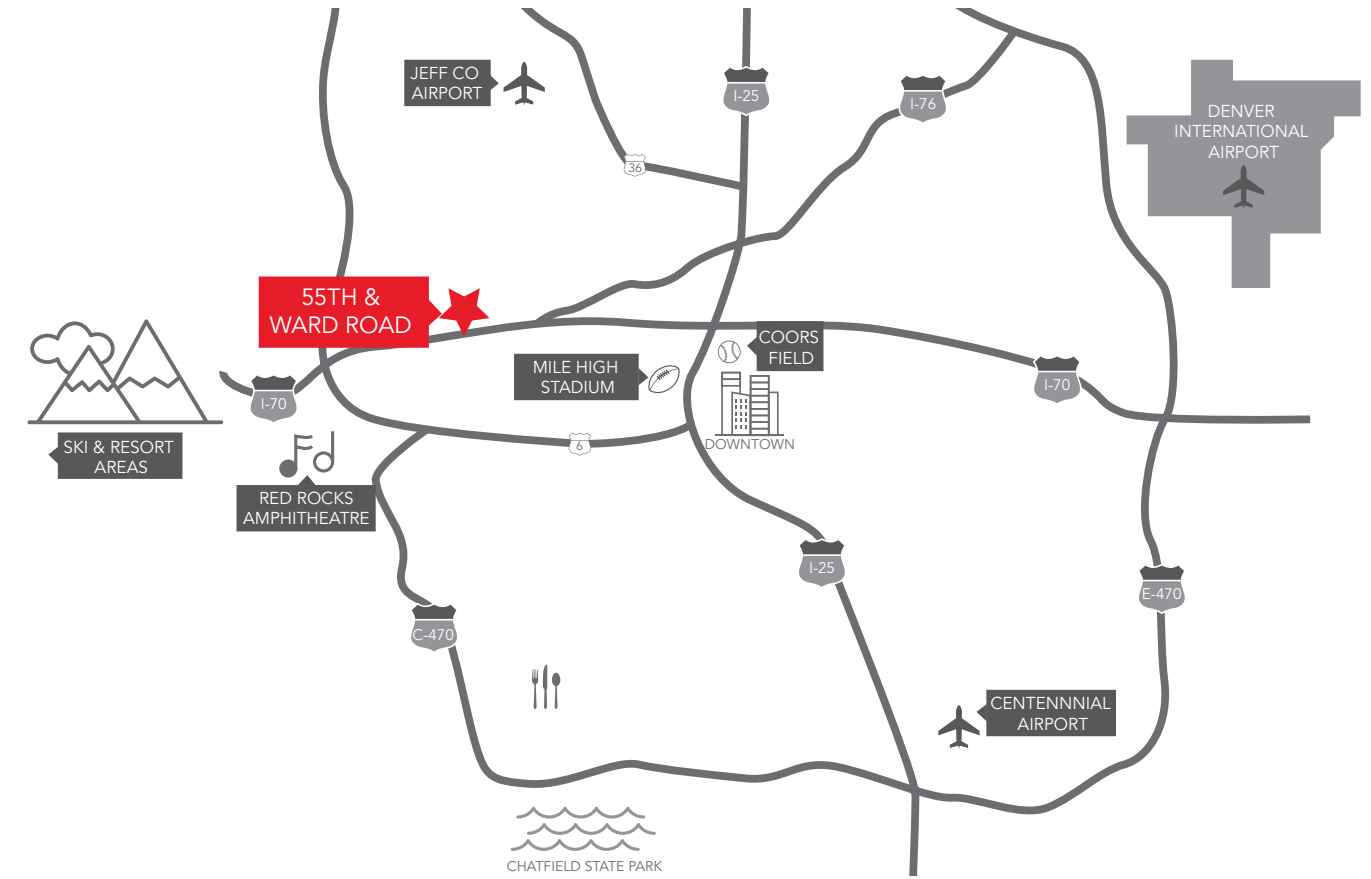 JEFF CO
AIRPORT
I-25
I-76
DENVER
INTERNATIONAL
AIRPORT
36
55TH &
WARD ROAD
COORS
FIELD
MILE HIGH
STADIUM
I-70
I-70
SKI & RESORT
AREAS
6
DOWNTOWN
RED ROCKS
AMPHITHEATRE
I-25
E-470
C-470
CENTENNNIAL
AIRPORT
CHATFIELD STATE PARK